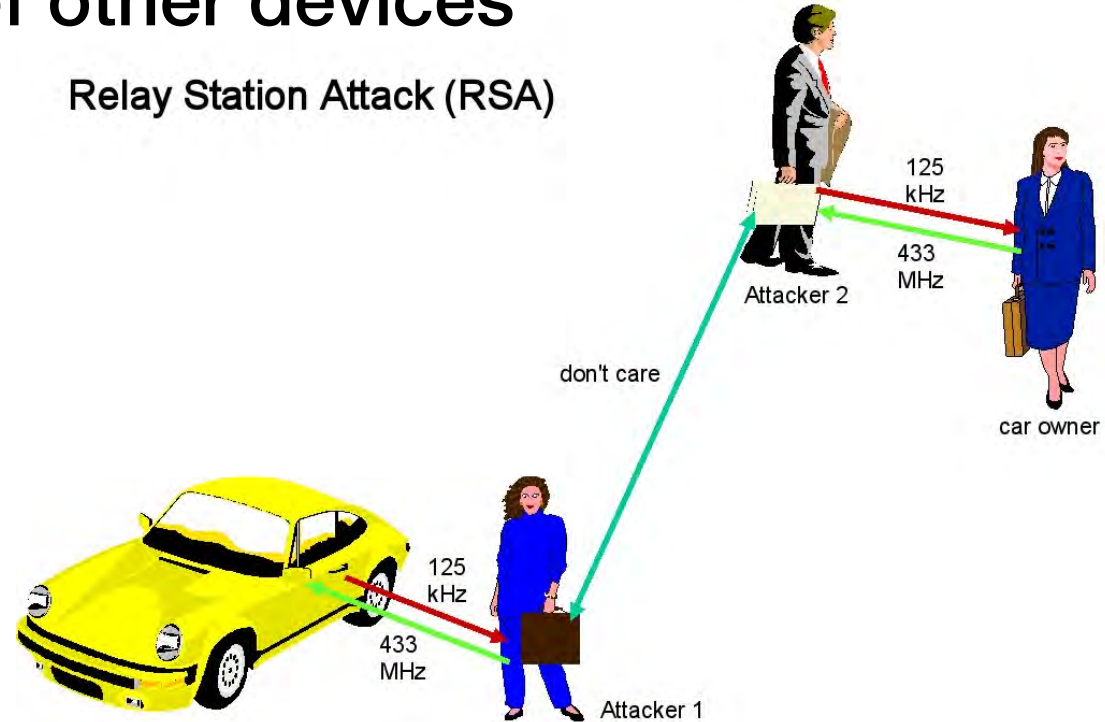 of other devices
Relay Station Attack (RSA)
125
kHz
433
MHz
Attacker 2
don't care
car owner
125
kHz
433
MHz
Attacker 1